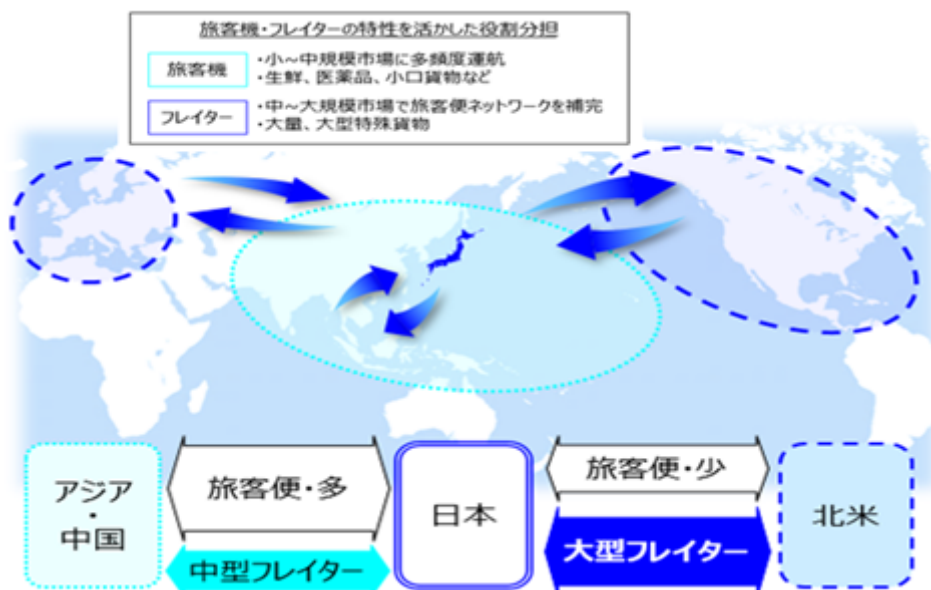 旅客機・フレイターの特性を活かした役割分担
旅客機
・小～中規模市場に多頻度運航
・生鮮、医薬品、小口貨物など
フレイター
・中～大規模市場で旅客便ネットワークを補完
・大量、大型特殊貨物
アジア
・
中国
旅客便・多
中型フレイター
日本
旅客便・少
大型フレイター
北米